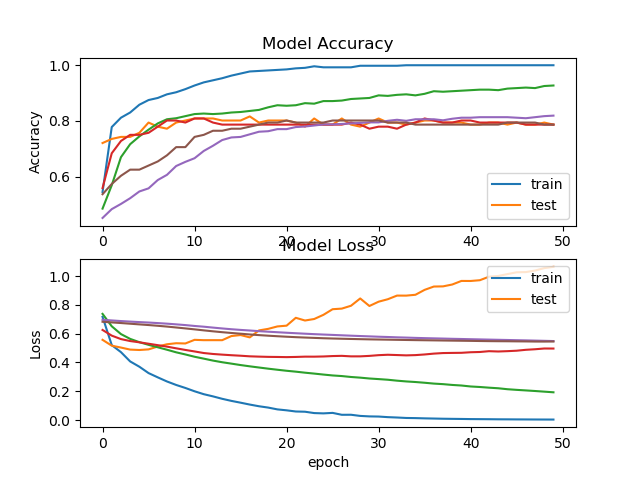 Model Accuracy
1.0
0.8
0.6
Accuracy
train
test
0 10 20 30 40 50
Model Loss
1.0
0.8
0.6
0.4
0.2
0.0
Loss
train
test
0 10 20 30 40 50
epoch